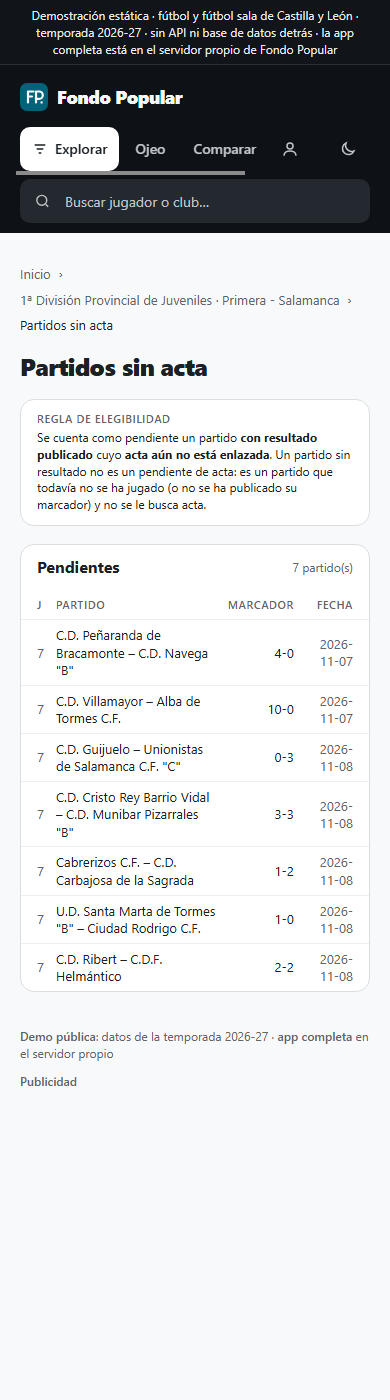 Demostración estática · fútbol y fútbol sala de Castilla y León ·
temporada 2026-27 · sin API ni base de datos detrás · la app
completa está en el servidor propio de Fondo Popular
FP Fondo Popular
Explorar Ojeo Comparar
Buscar jugador o club...
Inicio ›
1ª División Provincial de Juveniles · Primera - Salamanca ›
Partidos sin acta
Partidos sin acta
REGLA DE ELEGIBILIDAD
Se cuenta como pendiente un partido con resultado
publicado cuyo acta aún no está enlazada. Un partido sin
resultado no es un pendiente de acta: es un partido que
todavía no se ha jugado (o no se ha publicado su
marcador) y no se le busca acta.
Pendientes 7 partido(s)
J PARTIDO MARCADOR FECHA
C.D. Peñaranda de
7 Bracamonte – C.D. Navega 4-0 2026-11-07
"B"
7 C.D. Villamayor – Alba de 10-0 2026-
Tormes C.F. 11-07
7 C.D. Guijuelo – Unionistas 0-3 2026-
de Salamanca C.F. "C" 11-08
C.D. Cristo Rey Barrio Vidal
7 – C.D. Munibar Pizarrales 3-3 2026-11-08
"B"
7 Cabrerizos C.F. – C.D. 1-2 2026-
Carbajosa de la Sagrada 11-08
7 U.D. Santa Marta de Tormes 1-0 2026-
"B" – Ciudad Rodrigo C.F. 11-08
7 C.D. Ribert – C.D.F. 2-2 2026-
Helmántico 11-08
Demo pública: datos de la temporada 2026-27 · app completa en
el servidor propio
Publicidad